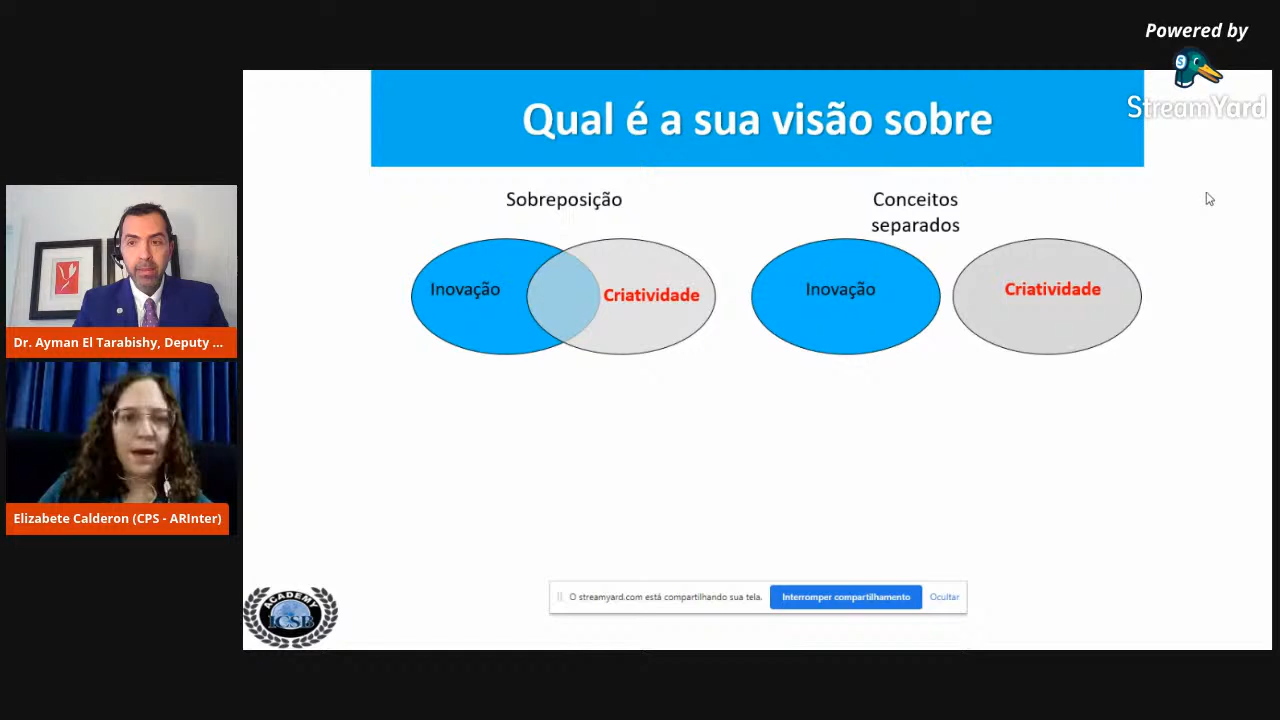 Powered by
StreamYard
Qual é a sua visão sobre
Sobreposição
Conceitos
separados
Inovação
Criatividade
Inovação
Criatividade
Dr. Ayman El Tarabishy, Deputy ...
Elizabete Calderon (CPS - ARInter)
O streamyard.com está compartilhando sua tela.
Interromper compartilhamento
Ocultar
ACADEMY
ICSB